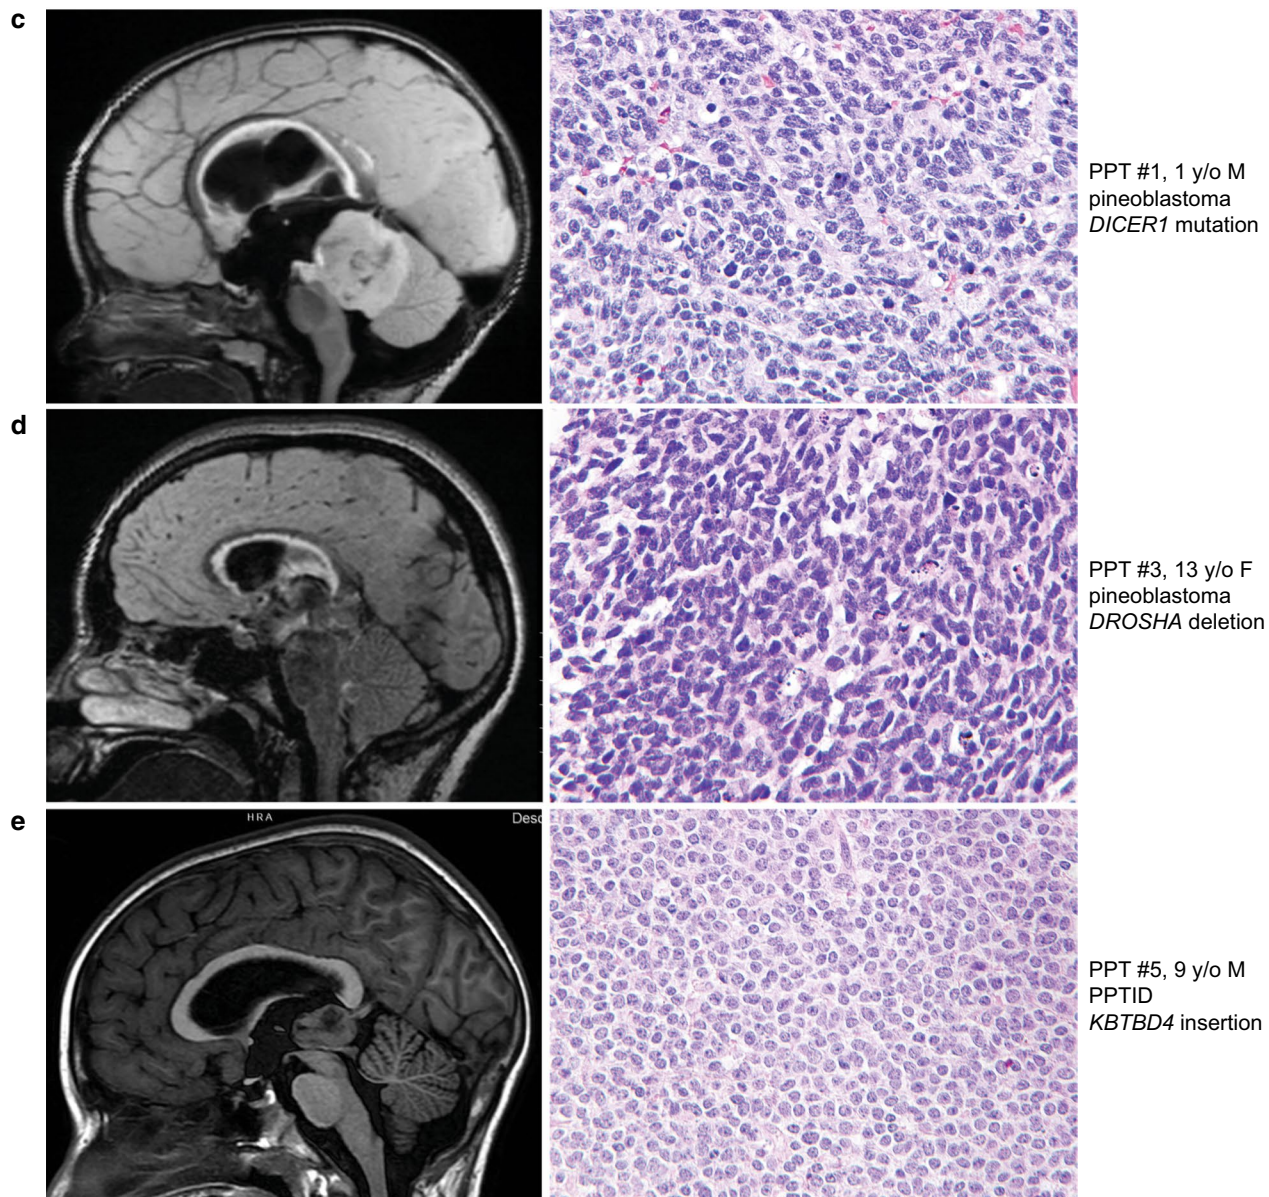 c
PPT #1, 1 y/o M
pineoblastoma
DICER1 mutation
d
PPT #3, 13 y/o F
pineoblastoma
DROSHA deletion
e
HRA
Desc
PPT #5, 9 y/o M
PPTID
KBTBD4 insertion